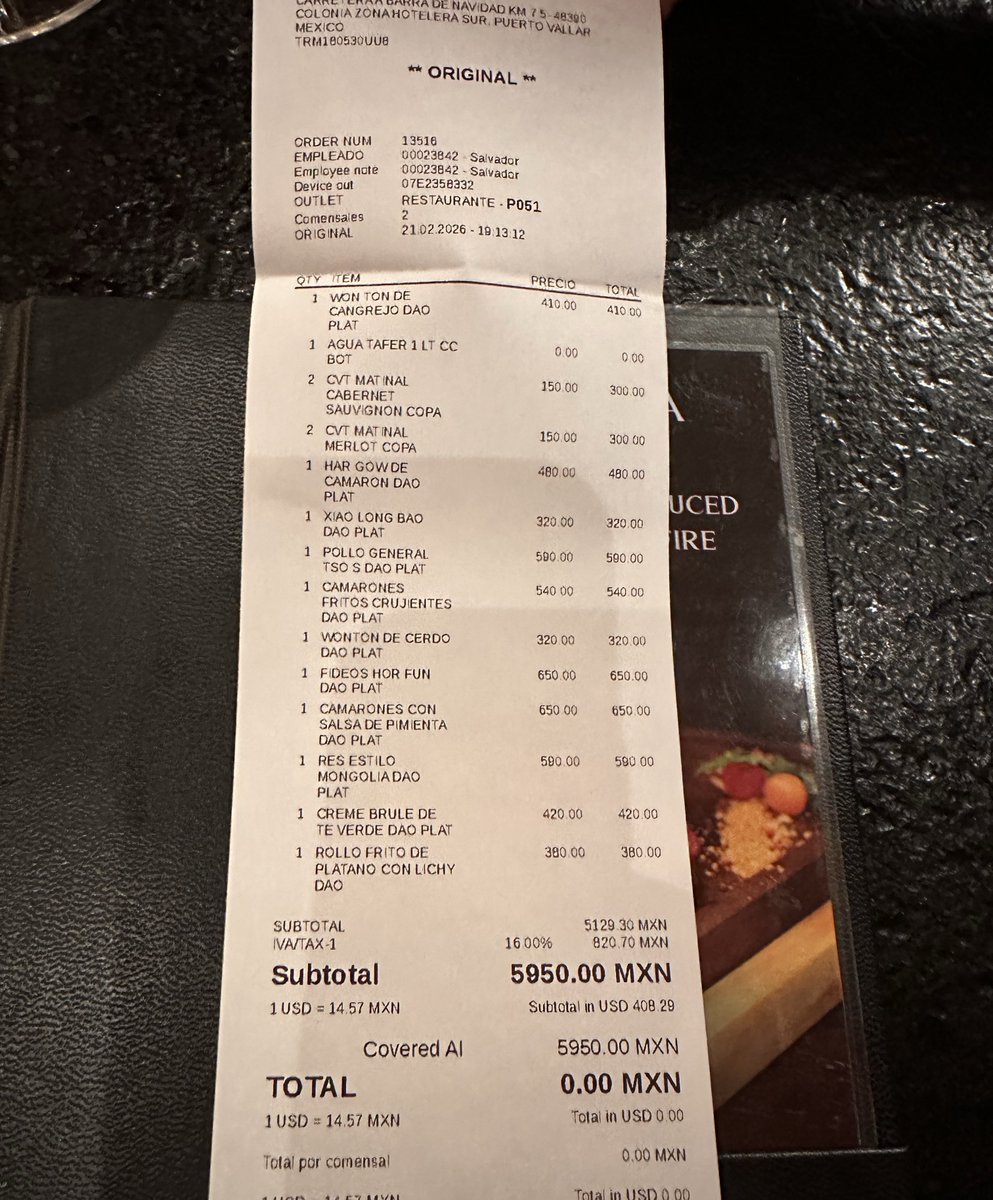 CARRETERA A BARRA DE NAVIDAD KM 7 5- 48390
COLONIA ZONA HOTELERA SUR, PUERTO VALLAR
MEXICO
TRM180530UU8
** ORIGINAL **
ORDER NUM 13516
EMPLEADO 00023842 - Salvador
Employee note 00023842 - Salvador
Device out 07E2358332
OUTLET RESTAURANTE - P051
Comensales 2
ORIGINAL 21.02.2026 - 19:13:12
QTY ITEM PRECIO TOTAL
1 WON TON DE 410.00 410.00
CANGREJO DAO
PLAT
1 AGUA TAFER 1 LT CC 0.00 0.00
BOT
2 CVT MATINAL 150.00 300.00
CABERNET
SAUVIGNON COPA
2 CVT MATINAL 150.00 300.00
MERLOT COPA
1 HAR GOW DE 480.00 480.00
CAMARON DAO
PLAT
1 XIAO LONG BAO 320.00 320.00
DAO PLAT
1 POLLO GENERAL 590.00 590.00
TSO S DAO PLAT
1 CAMARONES 540.00 540.00
FRITOS CRUJIENTES
DAO PLAT
1 WONTON DE CERDO 320.00 320.00
DAO PLAT
1 FIDEOS HOR FUN 650.00 650.00
DAO PLAT
1 CAMARONES CON 650.00 650.00
SALSA DE PIMIENTA
DAO PLAT
1 RES ESTILO 590.00 590.00
MONGOLIA DAO
PLAT
1 CREME BRULE DE 420.00 420.00
TE VERDE DAO PLAT
1 ROLLO FRITO DE 380.00 380.00
PLATANO CON LICHY
DAO
SUBTOTAL 5129.30 MXN
IVA/TAX-1 16.00% 820.70 MXN
Subtotal 5950.00 MXN
1 USD = 14.57 MXN Subtotal in USD 408.29
Covered AI 5950.00 MXN
TOTAL 0.00 MXN
1 USD = 14.57 MXN Total in USD 0.00
Total por comensal 0.00 MXN
1 USD = 14.57 MXN Total in USD 0.00
A
UCED
FIRE